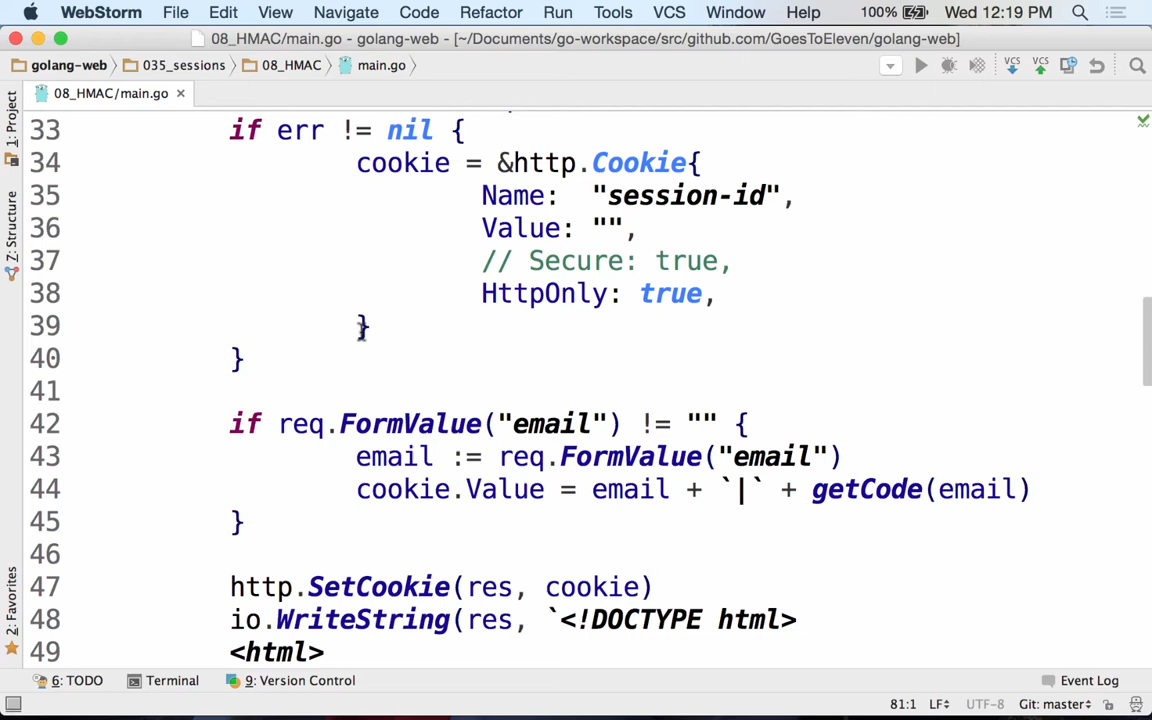 WebStorm File Edit View Navigate Code Refactor Run Tools VCS Window Help 100% Wed 12:19 PM
08_HMAC/main.go - golang-web - [~/Documents/go-workspace/src/github.com/GoesToEleven/golang-web]
golang-web 035_sessions 08_HMAC main.go VCS VCS
08_HMAC/main.go ×
1: Project
7: Structure
2: Favorites
33 if err != nil {
34 cookie = &http.Cookie{
35 Name: "session-id",
36 Value: "",
37 // Secure: true,
38 HttpOnly: true,
39 }
40 }
41
42 if req.FormValue("email") != "" {
43 email := req.FormValue("email")
44 cookie.Value = email + `|` + getCode(email)
45 }
46
47 http.SetCookie(res, cookie)
48 io.WriteString(res, `<!DOCTYPE html>
49 <html>
6: TODO Terminal 9: Version Control Event Log
81:1 LF UTF-8 Git: master